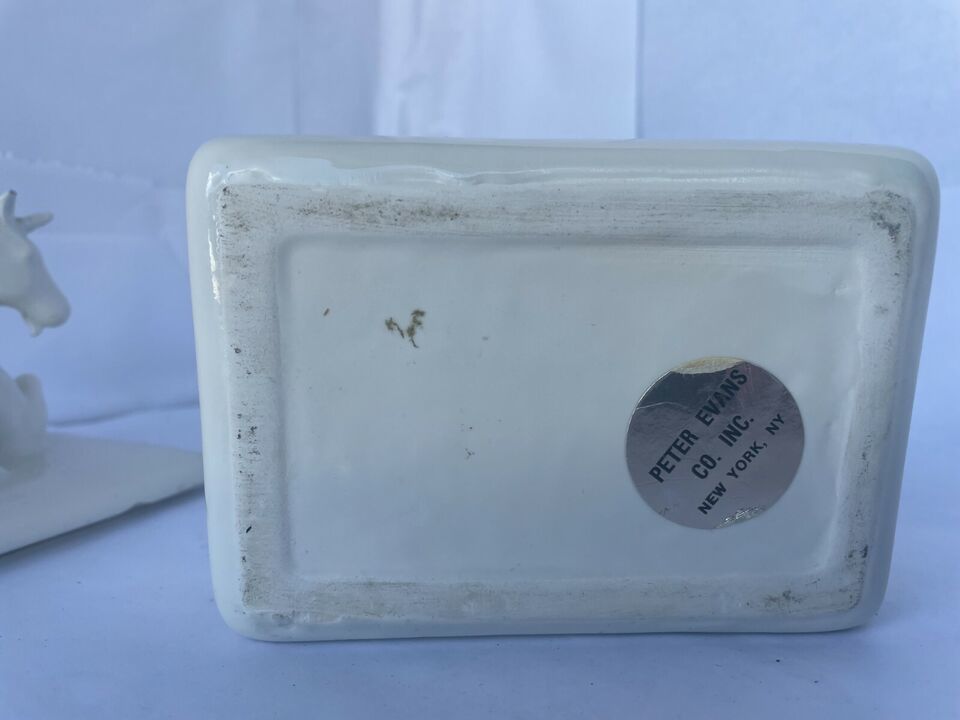 PETER EVANS
CO. INC.
NEW YORK, NY